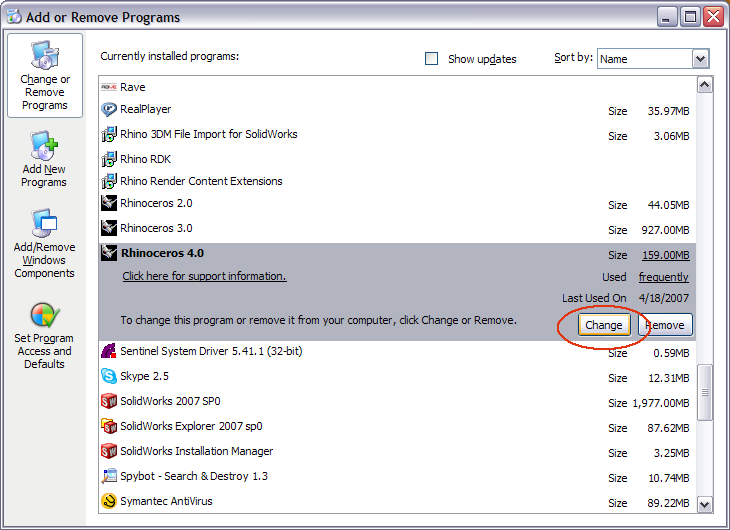 Add or Remove Programs
Change or
Remove
Programs
Add New
Programs
Add/Remove
Windows
Components
Set Program
Access and
Defaults
Currently installed programs:
Show updates
Sort by: Name
Rave
RealPlayer Size 35.97MB
Rhino 3DM File Import for SolidWorks Size 3.06MB
Rhino RDK
Rhino Render Content Extensions
Rhinoceros 2.0 Size 44.05MB
Rhinoceros 3.0 Size 927.00MB
Rhinoceros 4.0 Size 159.00MB
Click here for support information. Used frequently
Last Used On 4/18/2007
To change this program or remove it from your computer, click Change or Remove. Change Remove
Sentinel System Driver 5.41.1 (32-bit) Size 0.59MB
Skype 2.5 Size 12.31MB
SolidWorks 2007 SP0 Size 1,977.00MB
SolidWorks Explorer 2007 sp0 Size 87.62MB
SolidWorks Installation Manager Size 3.25MB
Spybot - Search & Destroy 1.3 Size 10.74MB
Symantec AntiVirus Size 89.22MB